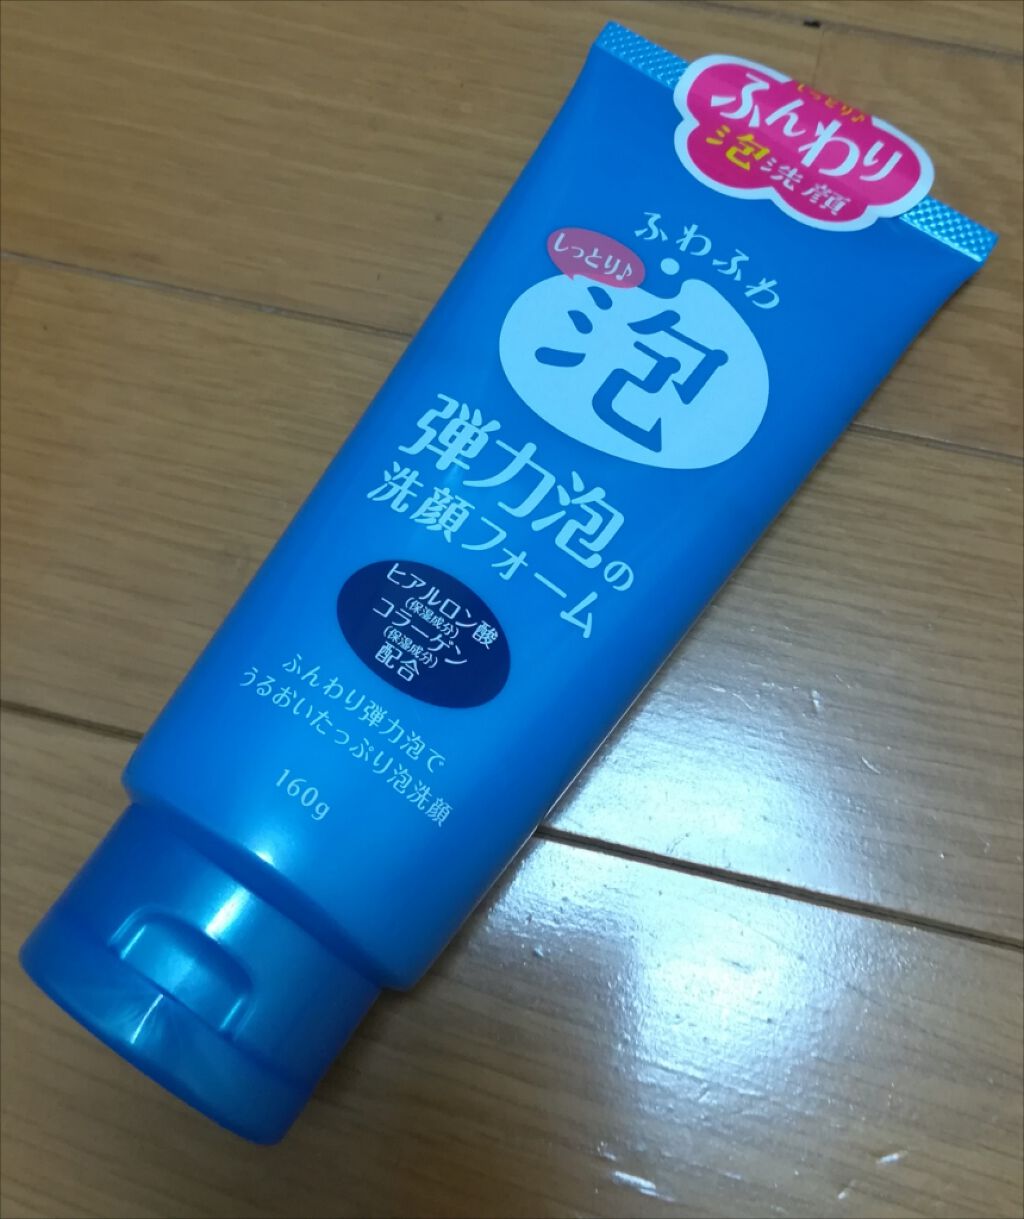 しっとり♪
ふんわり
泡洗顔
ふわふわ
しっとり♪
泡
弾力泡の
洗顔フォーム
ヒアルロン酸
(保湿成分)
コラーゲン
(保湿成分)
配合
ふんわり弾力泡で
うるおいたっぷり泡洗顔
160g